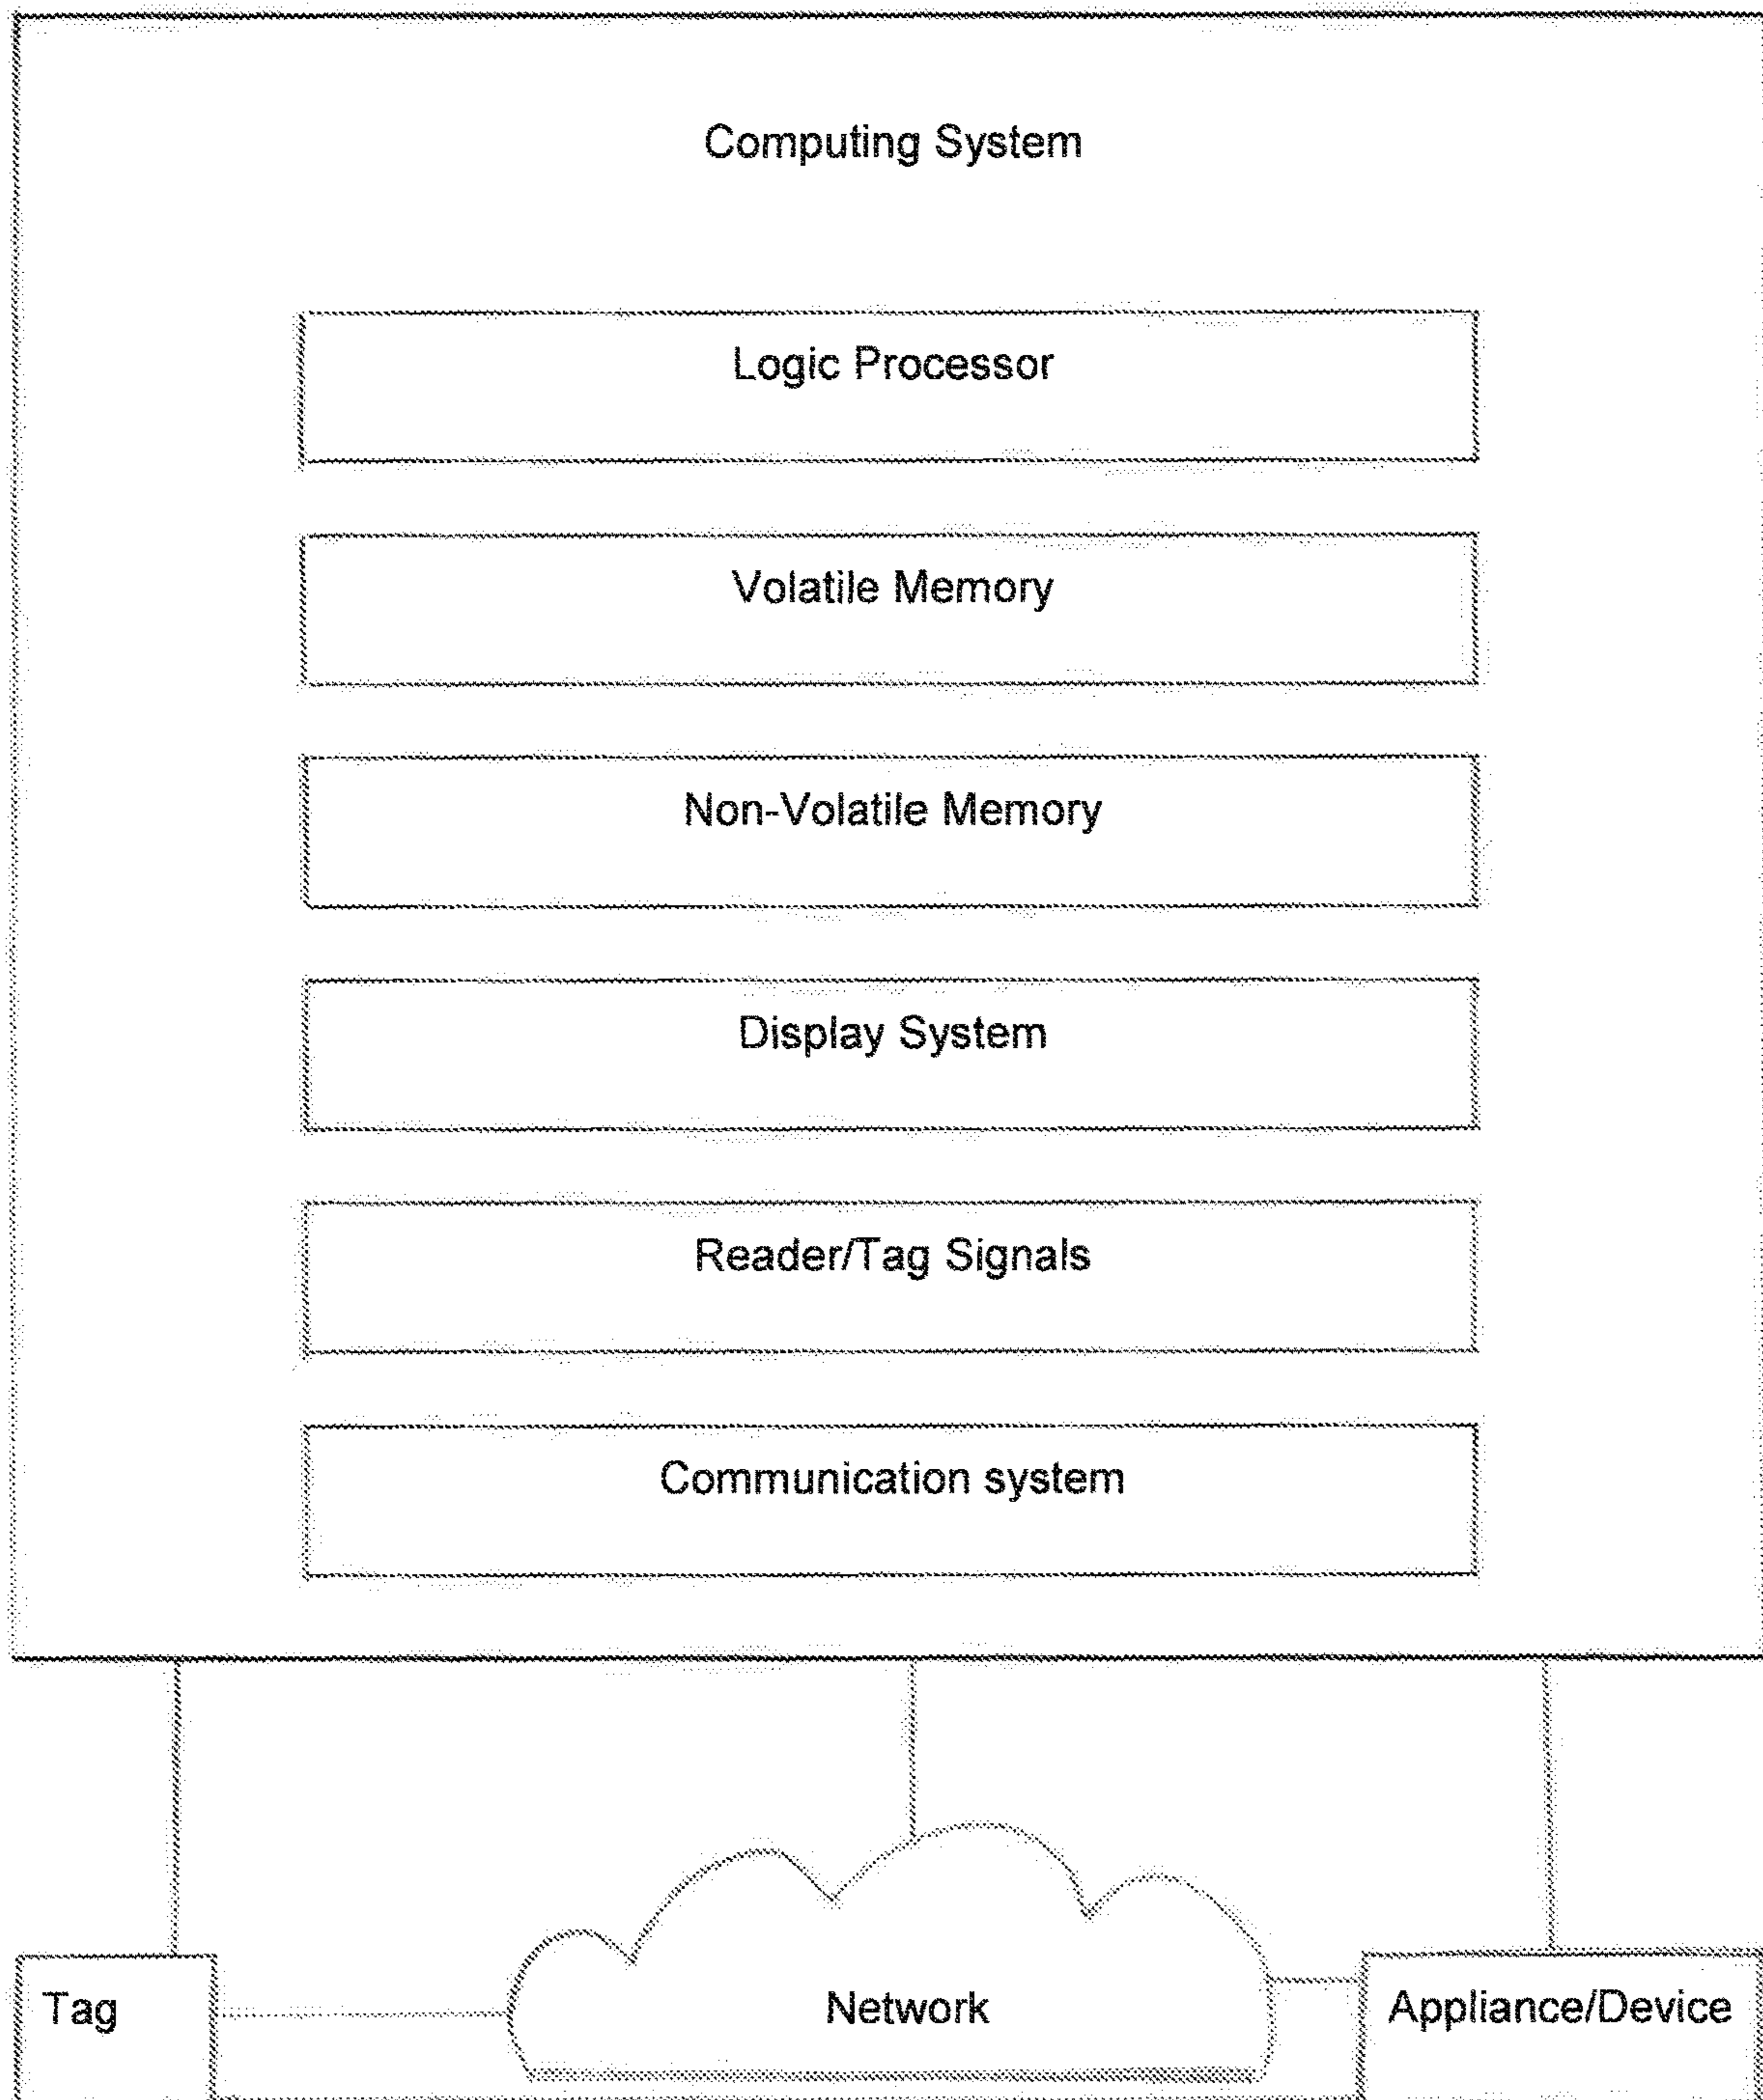 Computing System
Logic Processor
Volatile Memory
Non-Volatile Memory
Display System
Reader/Tag Signals
Communication system
Tag
Network
Appliance/Device